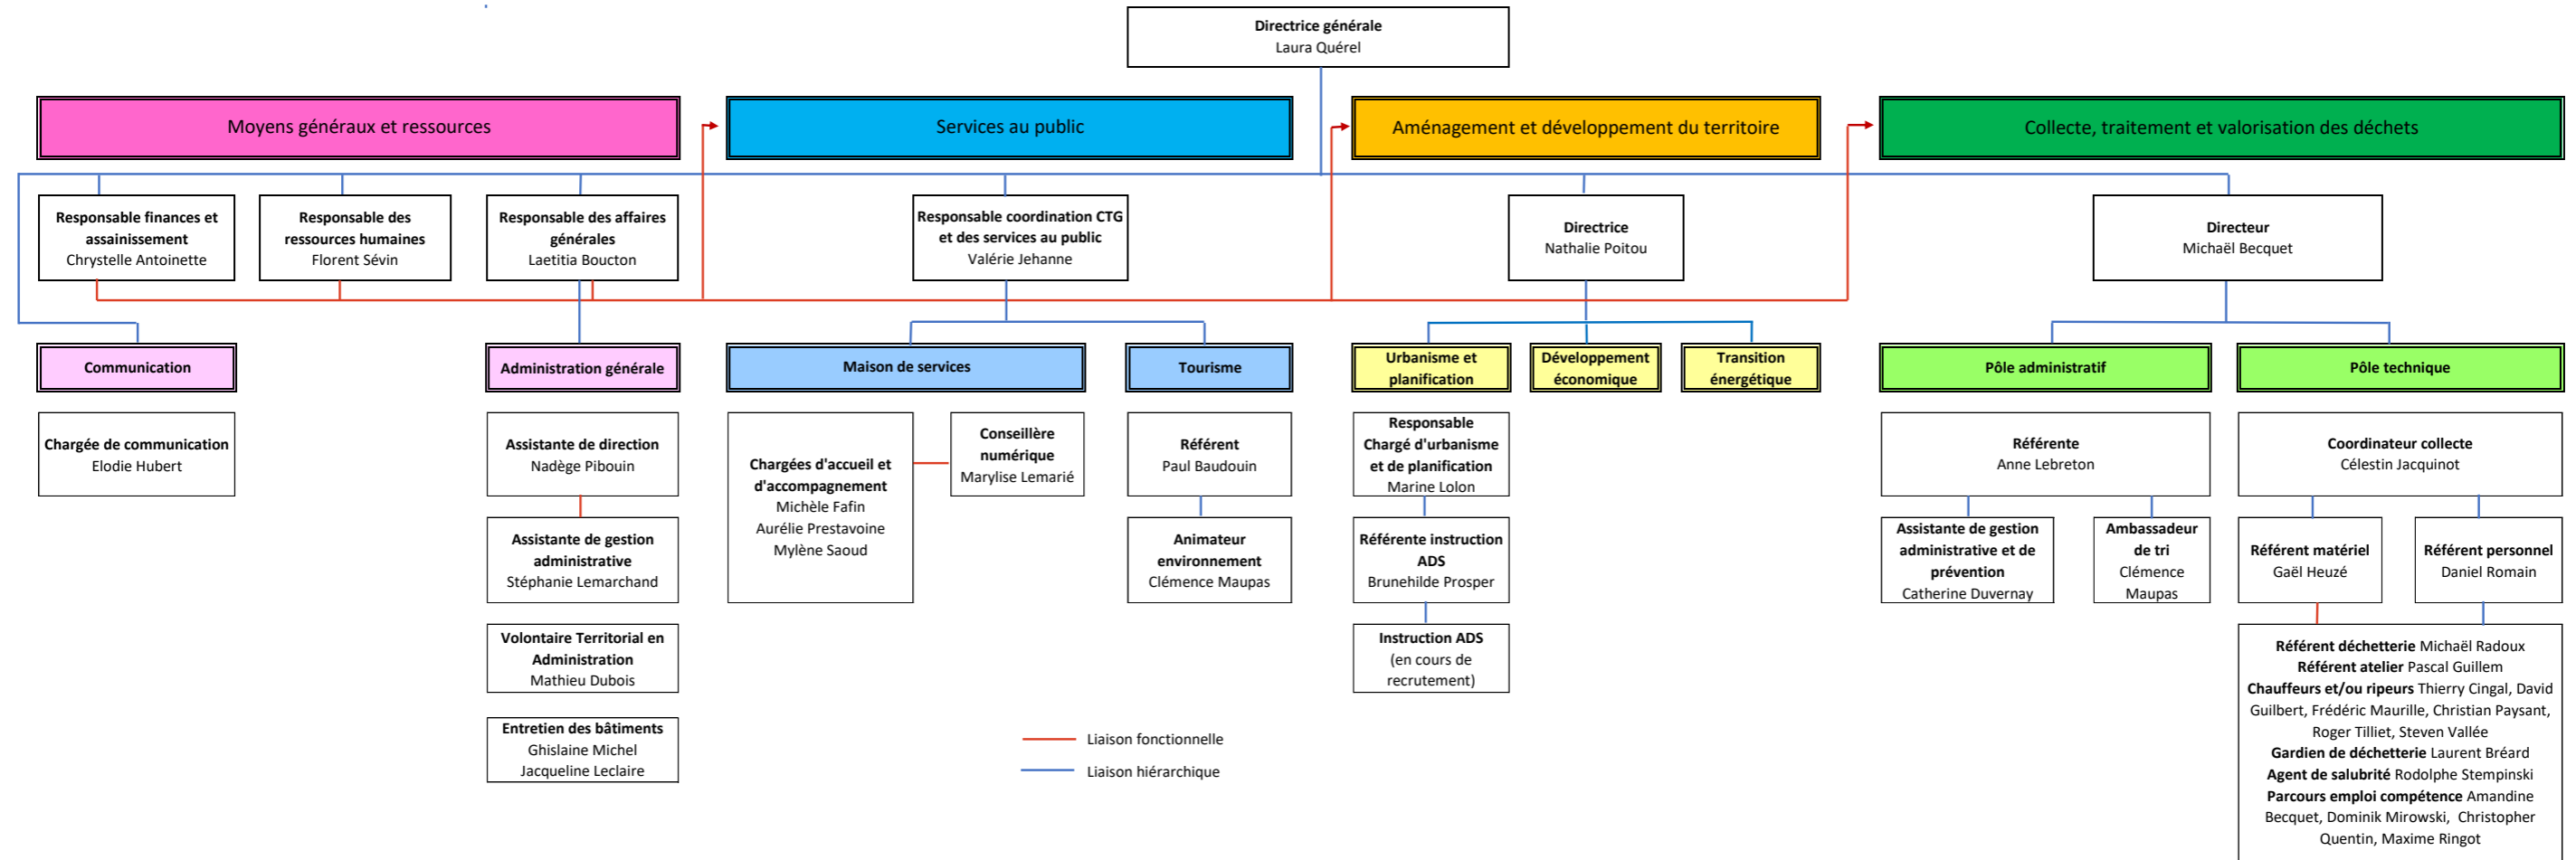 Directrice générale
Laura Quérel
Moyens généraux et ressources
Services au public
Aménagement et développement du territoire
Collecte, traitement et valorisation des déchets
Responsable finances et
assainissement
Chrystelle Antoinette
Responsable des
ressources humaines
Florent Sévin
Responsable des affaires
générales
Laetitia Boucton
Responsable coordination CTG
et des services au public
Valérie Jehanne
Directrice
Nathalie Poitou
Directeur
Michaël Becquet
Communication
Administration générale
Maison de services
Tourisme
Urbanisme et
planification
Développement
économique
Transition
énergétique
Pôle administratif
Pôle technique
Chargée de communication
Elodie Hubert
Assistante de direction
Nadège Pibouin
Assistante de gestion
administrative
Stéphanie Lemarchand
Volontaire Territorial en
Administration
Mathieu Dubois
Entretien des bâtiments
Ghislaine Michel
Jacqueline Leclaire
Chargées d'accueil et
d'accompagnement
Michèle Fafin
Aurélie Prestavoine
Mylène Saoud
Conseillère
numérique
Marylise Lemarié
Référent
Paul Baudouin
Animateur
environnement
Clémence Maupas
Responsable
Chargé d'urbanisme
et de planification
Marine Lolon
Référente instruction
ADS
Brunehilde Prosper
Instruction ADS
(en cours de
recrutement)
Référente
Anne Lebreton
Assistante de gestion
administrative et de
prévention
Catherine Duvernay
Ambassadeur
de tri
Clémence
Maupas
Coordinateur collecte
Célestin Jacquinot
Référent matériel
Gaël Heuzé
Référent personnel
Daniel Romain
Référent déchetterie Michaël Radoux
Référent atelier Pascal Guillem
Chauffeurs et/ou ripeurs Thierry Cingal, David
Guilbert, Frédéric Maurille, Christian Paysant,
Roger Tilliet, Steven Vallée
Gardien de déchetterie Laurent Bréard
Agent de salubrité Rodolphe Stempinski
Parcours emploi compétence Amandine
Becquet, Dominik Mirowski, Christopher
Quentin, Maxime Ringot
Liaison fonctionnelle
Liaison hiérarchique